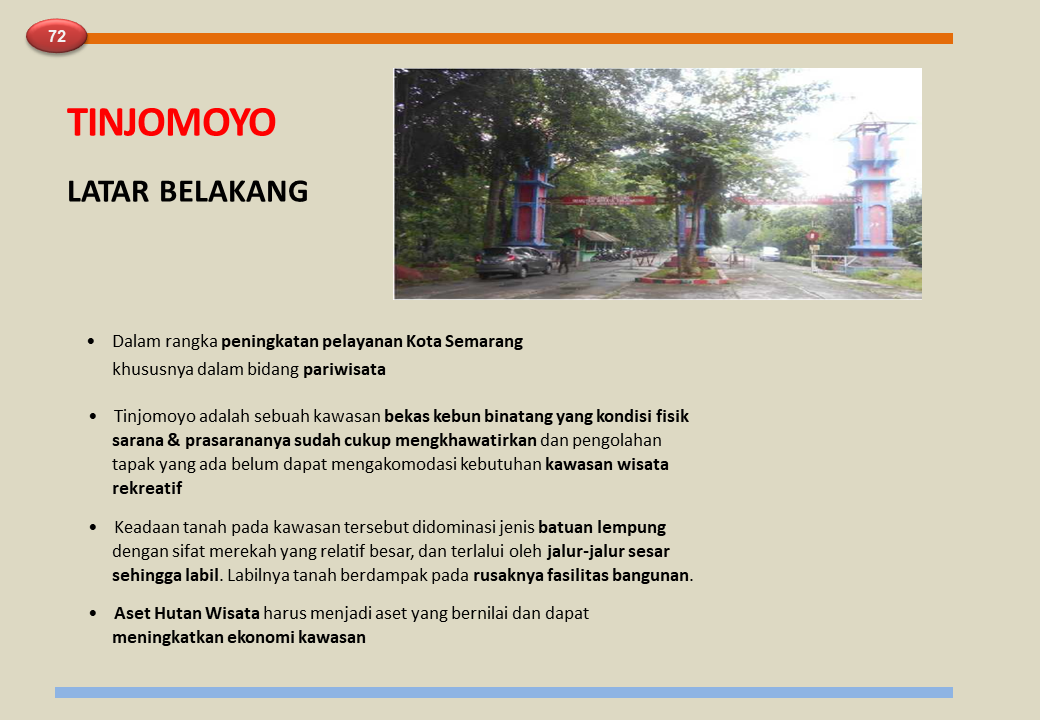 72
TINJOMOYO
LATAR BELAKANG
• Dalam rangka peningkatan pelayanan Kota Semarang
khususnya dalam bidang pariwisata
• Tinjomoyo adalah sebuah kawasan bekas kebun binatang yang kondisi fisik
sarana & prasarananya sudah cukup mengkhawatirkan dan pengolahan
tapak yang ada belum dapat mengakomodasi kebutuhan kawasan wisata
rekreatif
• Keadaan tanah pada kawasan tersebut didominasi jenis batuan lempung
dengan sifat merekah yang relatif besar, dan terlalui oleh jalur-jalur sesar
sehingga labil. Labilnya tanah berdampak pada rusaknya fasilitas bangunan.
• Aset Hutan Wisata harus menjadi aset yang bernilai dan dapat
meningkatkan ekonomi kawasan